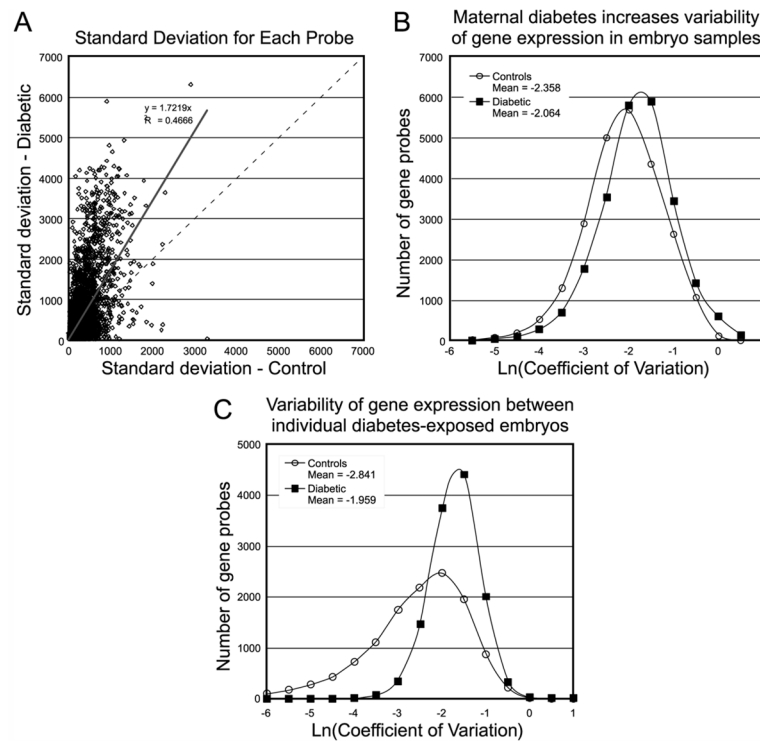 A
Standard Deviation for Each Probe
7000
6000
5000
4000
3000
2000
1000
0
Standard deviation - Diabetic
y = 1.7219x
R = 0.4666
0 1000 2000 3000 4000 5000 6000 7000
Standard deviation - Control
B
Maternal diabetes increases variability
of gene expression in embryo samples
7000
6000
5000
4000
3000
2000
1000
0
Number of gene probes
Controls
Mean = -2.358
Diabetic
Mean = -2.064
-6 -5 -4 -3 -2 -1 0
Ln(Coefficient of Variation)
C
Variability of gene expression between
individual diabetes-exposed embryos
5000
4000
3000
2000
1000
0
Number of gene probes
Controls
Mean = -2.841
Diabetic
Mean = -1.959
-6 -5 -4 -3 -2 -1 0 1
Ln(Coefficient of Variation)